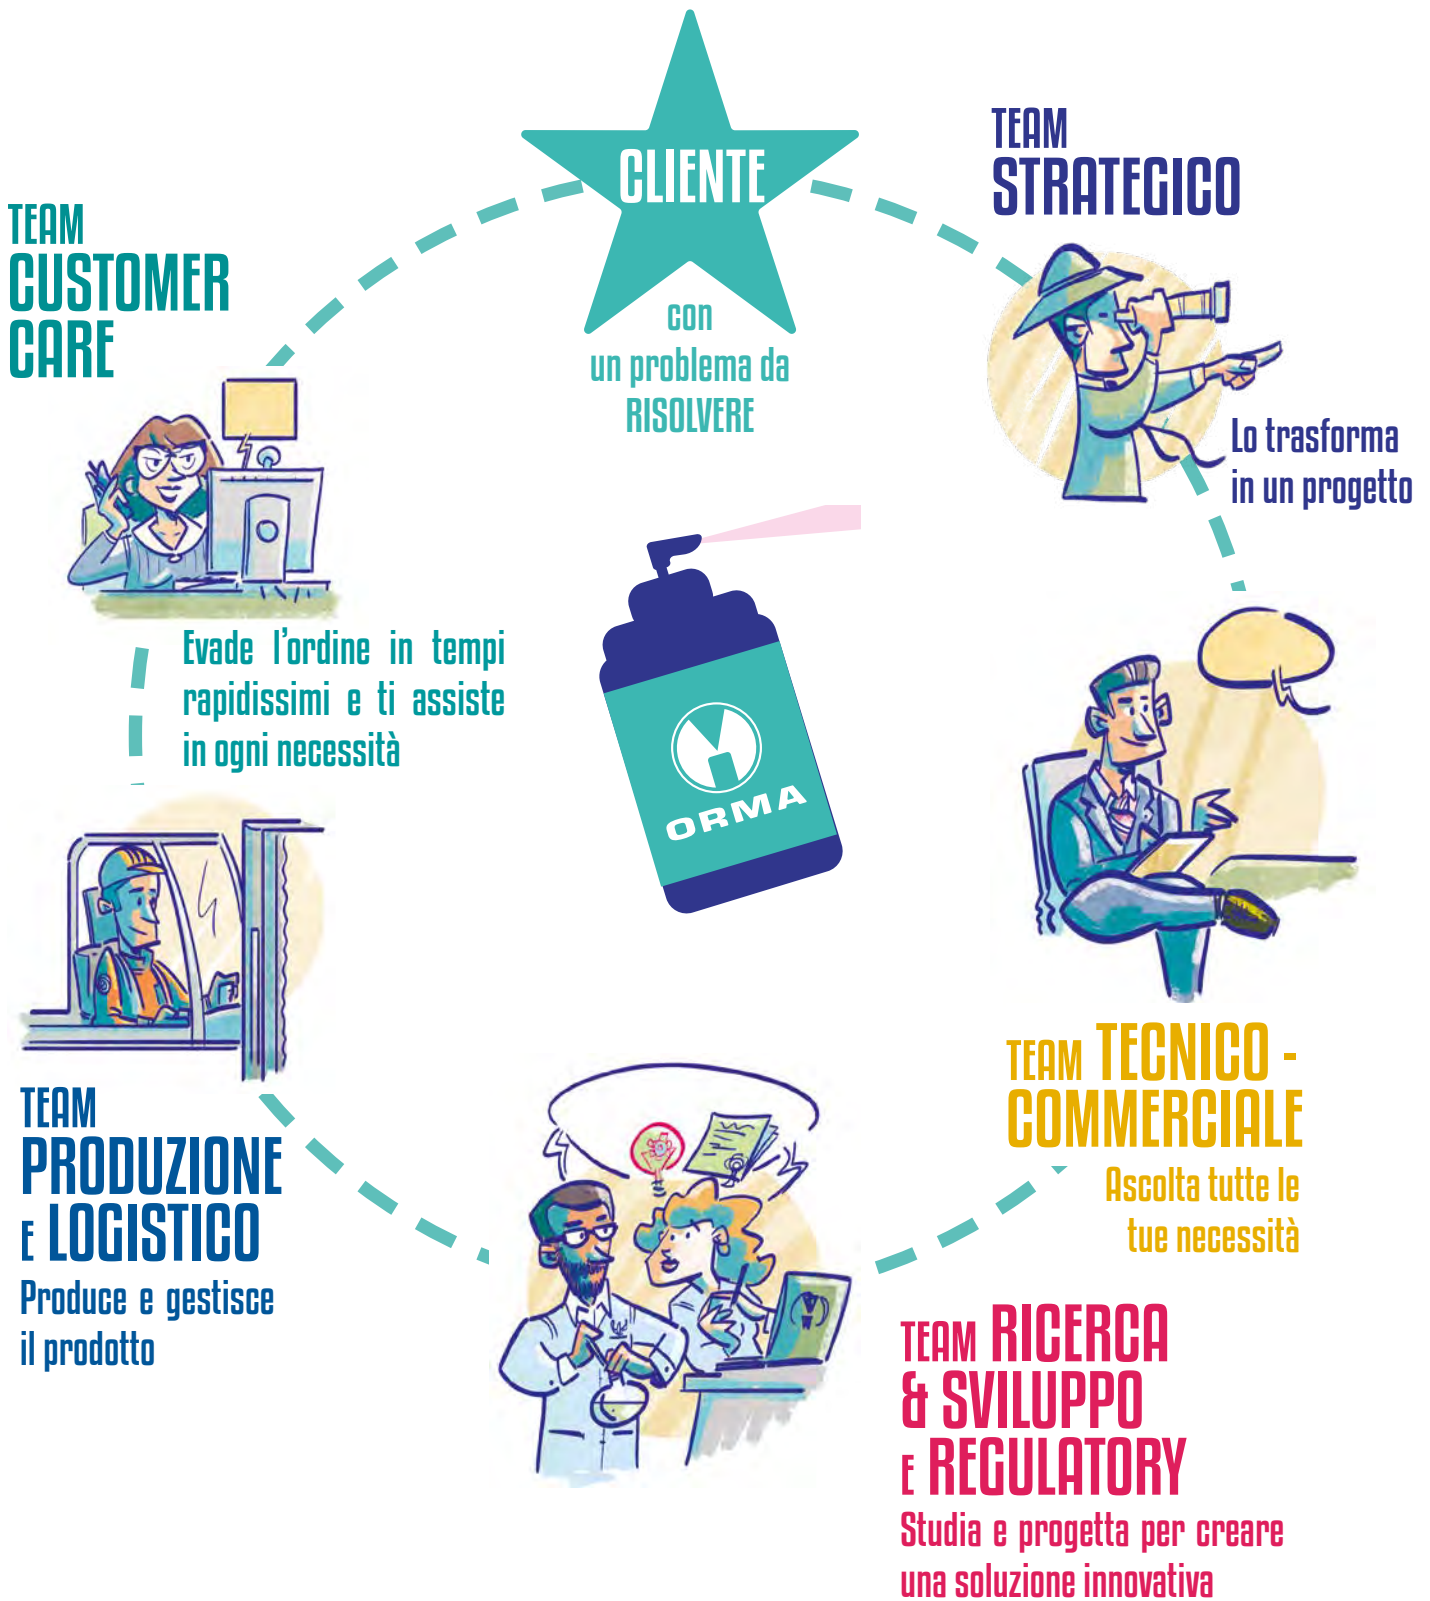 CLIENTE
con
un problema da
RISOLVERE
TEAM
STRATEGICO
Lo trasforma
in un progetto
TEAM TECNICO -
COMMERCIALE
Ascolta tutte le
tue necessità
TEAM RICERCA
& SVILUPPO
E REGULATORY
Studia e progetta per creare
una soluzione innovativa
TEAM
PRODUZIONE
E LOGISTICO
Produce e gestisce
il prodotto
TEAM
CUSTOMER
CARE
Evade l'ordine in tempi
rapidissimi e ti assiste
in ogni necessità
ORMA